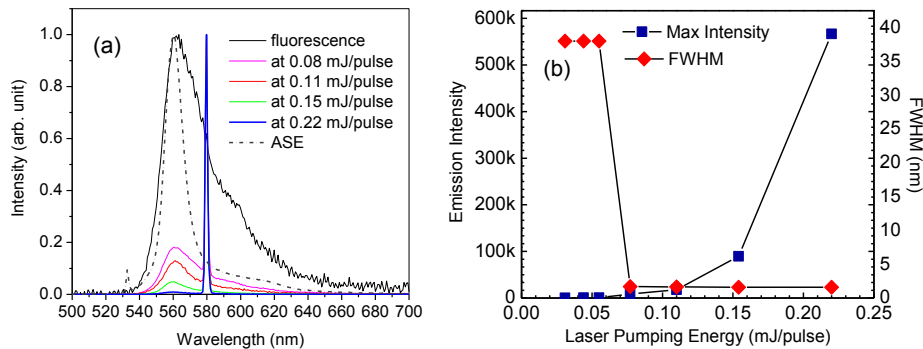 (a)
fluorescence
at 0.08 mJ/pulse
at 0.11 mJ/pulse
at 0.15 mJ/pulse
at 0.22 mJ/pulse
ASE
Intensity (arb. unit)
1.0
0.8
0.6
0.4
0.2
0.0
500 520 540 560 580 600 620 640 660 680 700
Wavelength (nm)
(b)
Max Intensity
FWHM
Emission Intensity
600k
500k
400k
300k
200k
100k
0
FWHM (nm)
40
35
30
25
20
15
10
5
0
0.00 0.05 0.10 0.15 0.20 0.25
Laser Pumping Energy (mJ/pulse)